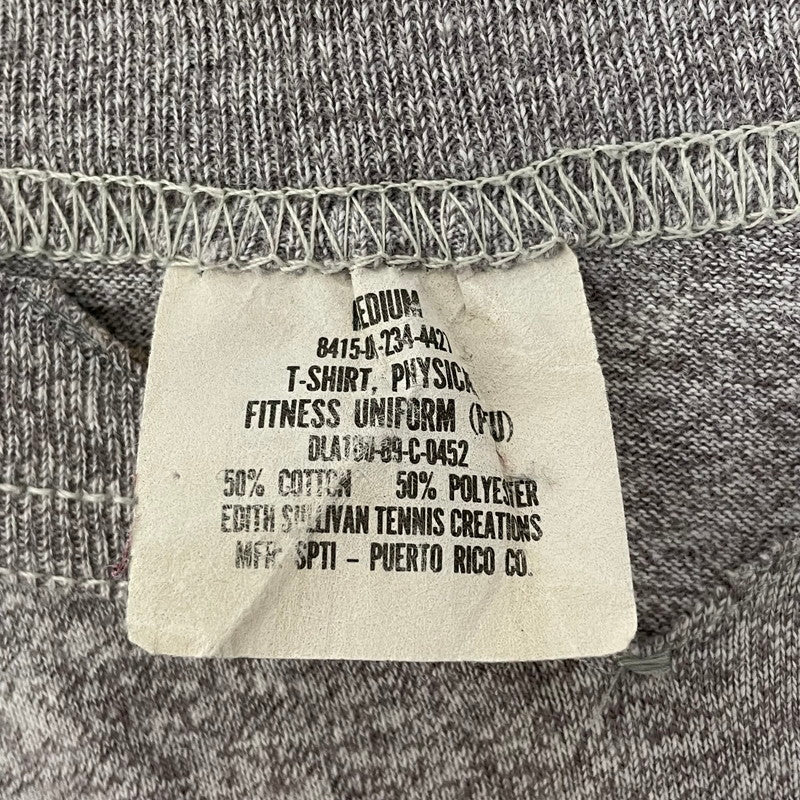 MEDIUM
8415-01-234-4421
T-SHIRT, PHYSICAL
FITNESS UNIFORM (PFU)
DLA100-89-C-0452
50% COTTON 50% POLYESTER
EDITH SULLIVAN TENNIS CREATIONS
MFR: SPTI - PUERTO RICO CO.